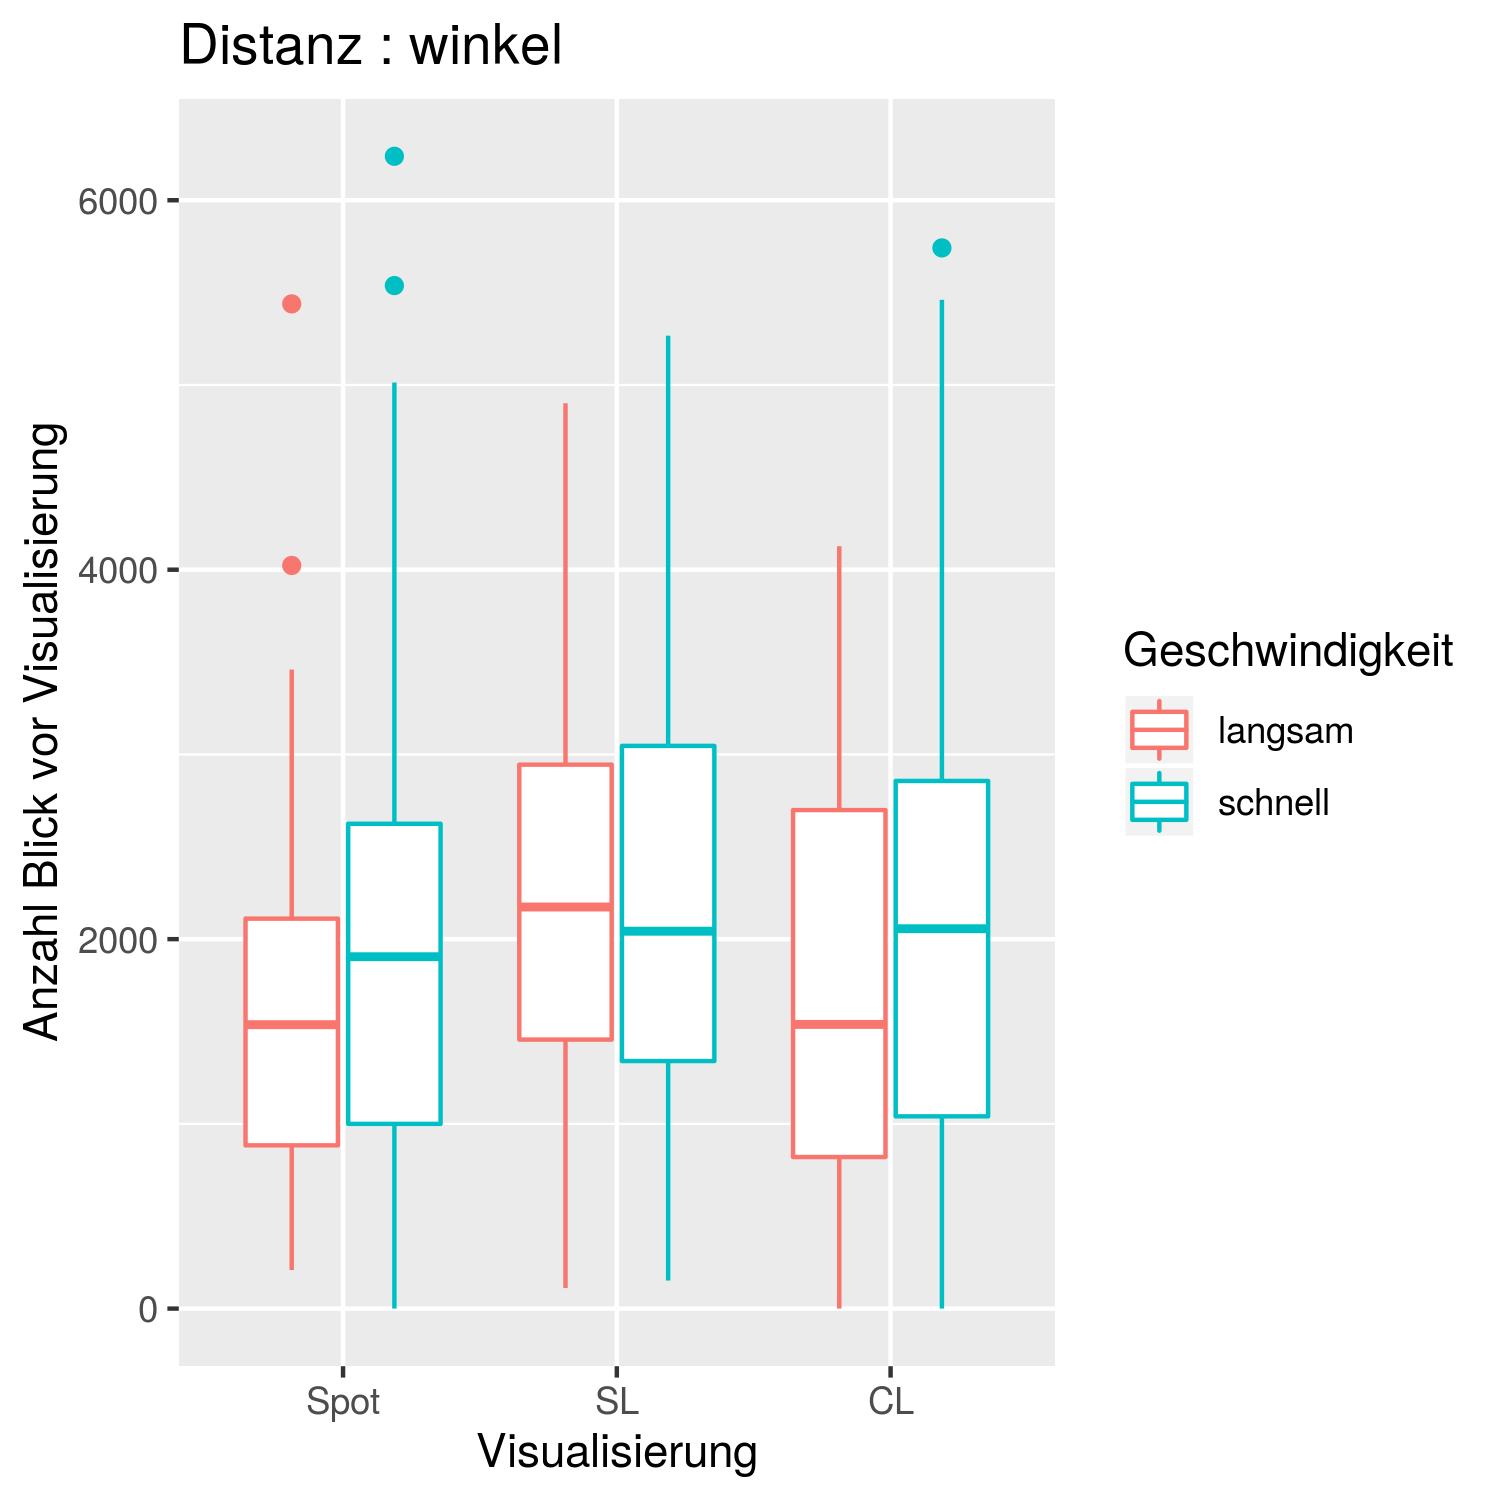 Distanz : winkel
Anzahl Blick vor Visualisierung
6000
4000
2000
0
Spot SL CL
Visualisierung
Geschwindigkeit
langsam
schnell